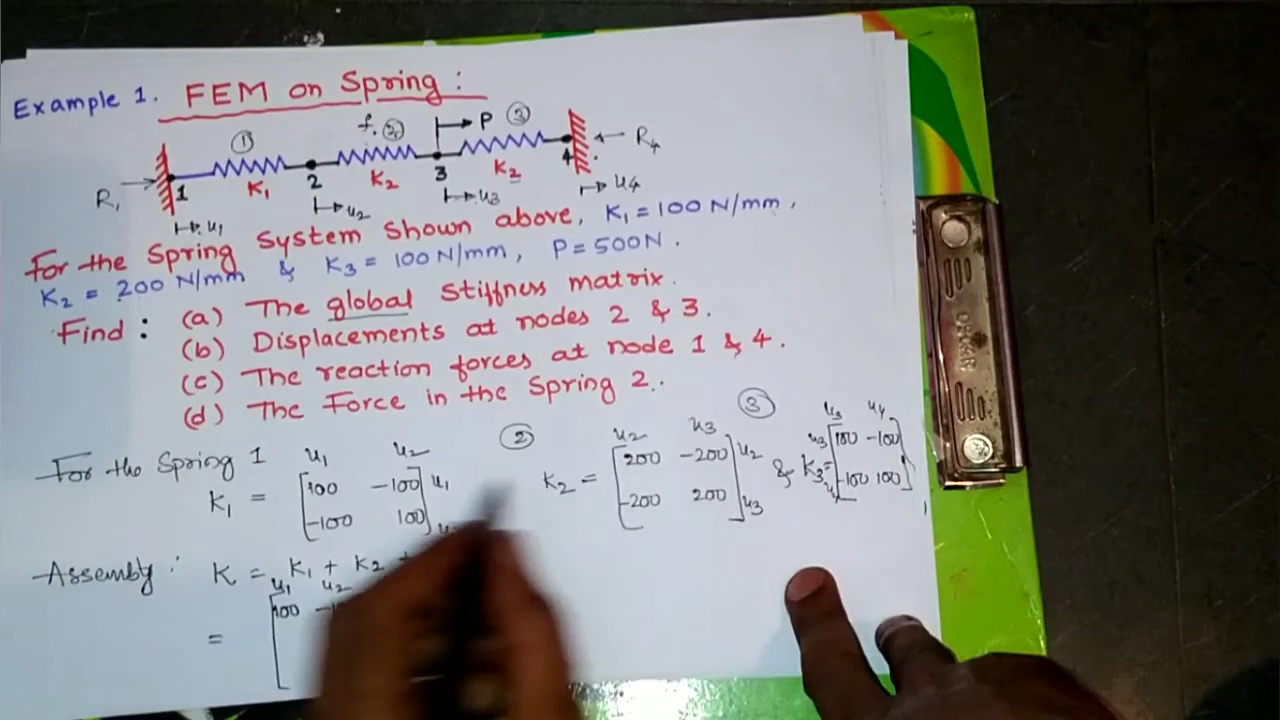 Example 1. FEM on Spring :
① f. ② P ③
R₁ 1 K₁ 2 K₂ 3 K₂ 4 R₄
u₁ u₂ u₃ u₄
For the Spring System Shown above, K₁ = 100 N/mm,
K₂ = 200 N/mm & K₃ = 100 N/mm, P = 500N.
Find : (a) The global Stiffness matrix.
(b) Displacements at nodes 2 & 3.
(c) The reaction forces at node 1 & 4.
(d) The Force in the Spring 2.
② ③
For the Spring 1 u₁ u₂ u₂ u₃ u₃ u₄
K₁ = [100 -100] u₁ K₂ = [200 -200] u₂ & K₃ = u₃ [100 -100]
[-100 100] [-200 200] u₃ u₄ [-100 100]
Assembly : K = K₁ + K₂ +
u₁ u₂
= [100